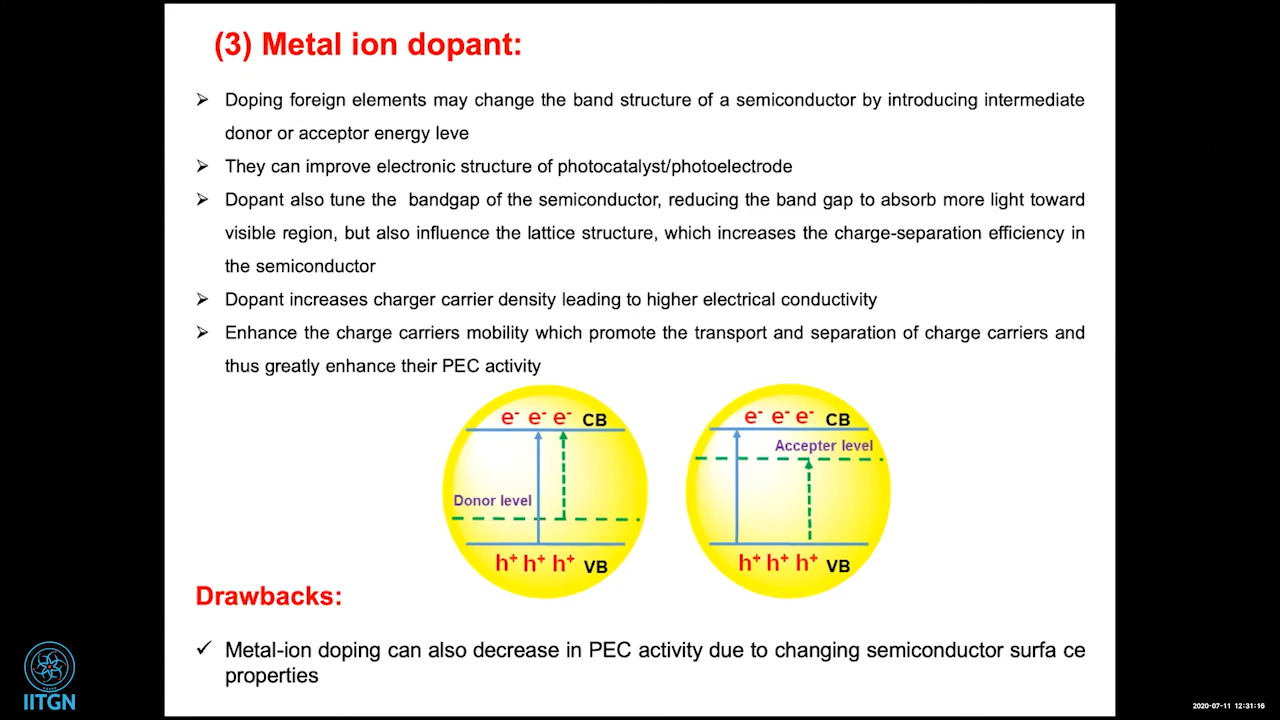 (3) Metal ion dopant:
➢ Doping foreign elements may change the band structure of a semiconductor by introducing intermediate
donor or acceptor energy leve
➢ They can improve electronic structure of photocatalyst/photoelectrode
➢ Dopant also tune the bandgap of the semiconductor, reducing the band gap to absorb more light toward
visible region, but also influence the lattice structure, which increases the charge-separation efficiency in
the semiconductor
➢ Dopant increases charger carrier density leading to higher electrical conductivity
➢ Enhance the charge carriers mobility which promote the transport and separation of charge carriers and
thus greatly enhance their PEC activity
e- e- e- CB
Donor level
h+ h+ h+ VB
e- e- e- CB
Accepter level
h+ h+ h+ VB
Drawbacks:
✓ Metal-ion doping can also decrease in PEC activity due to changing semiconductor surfa ce
properties
IITGN
2020-07-11 12:31:16